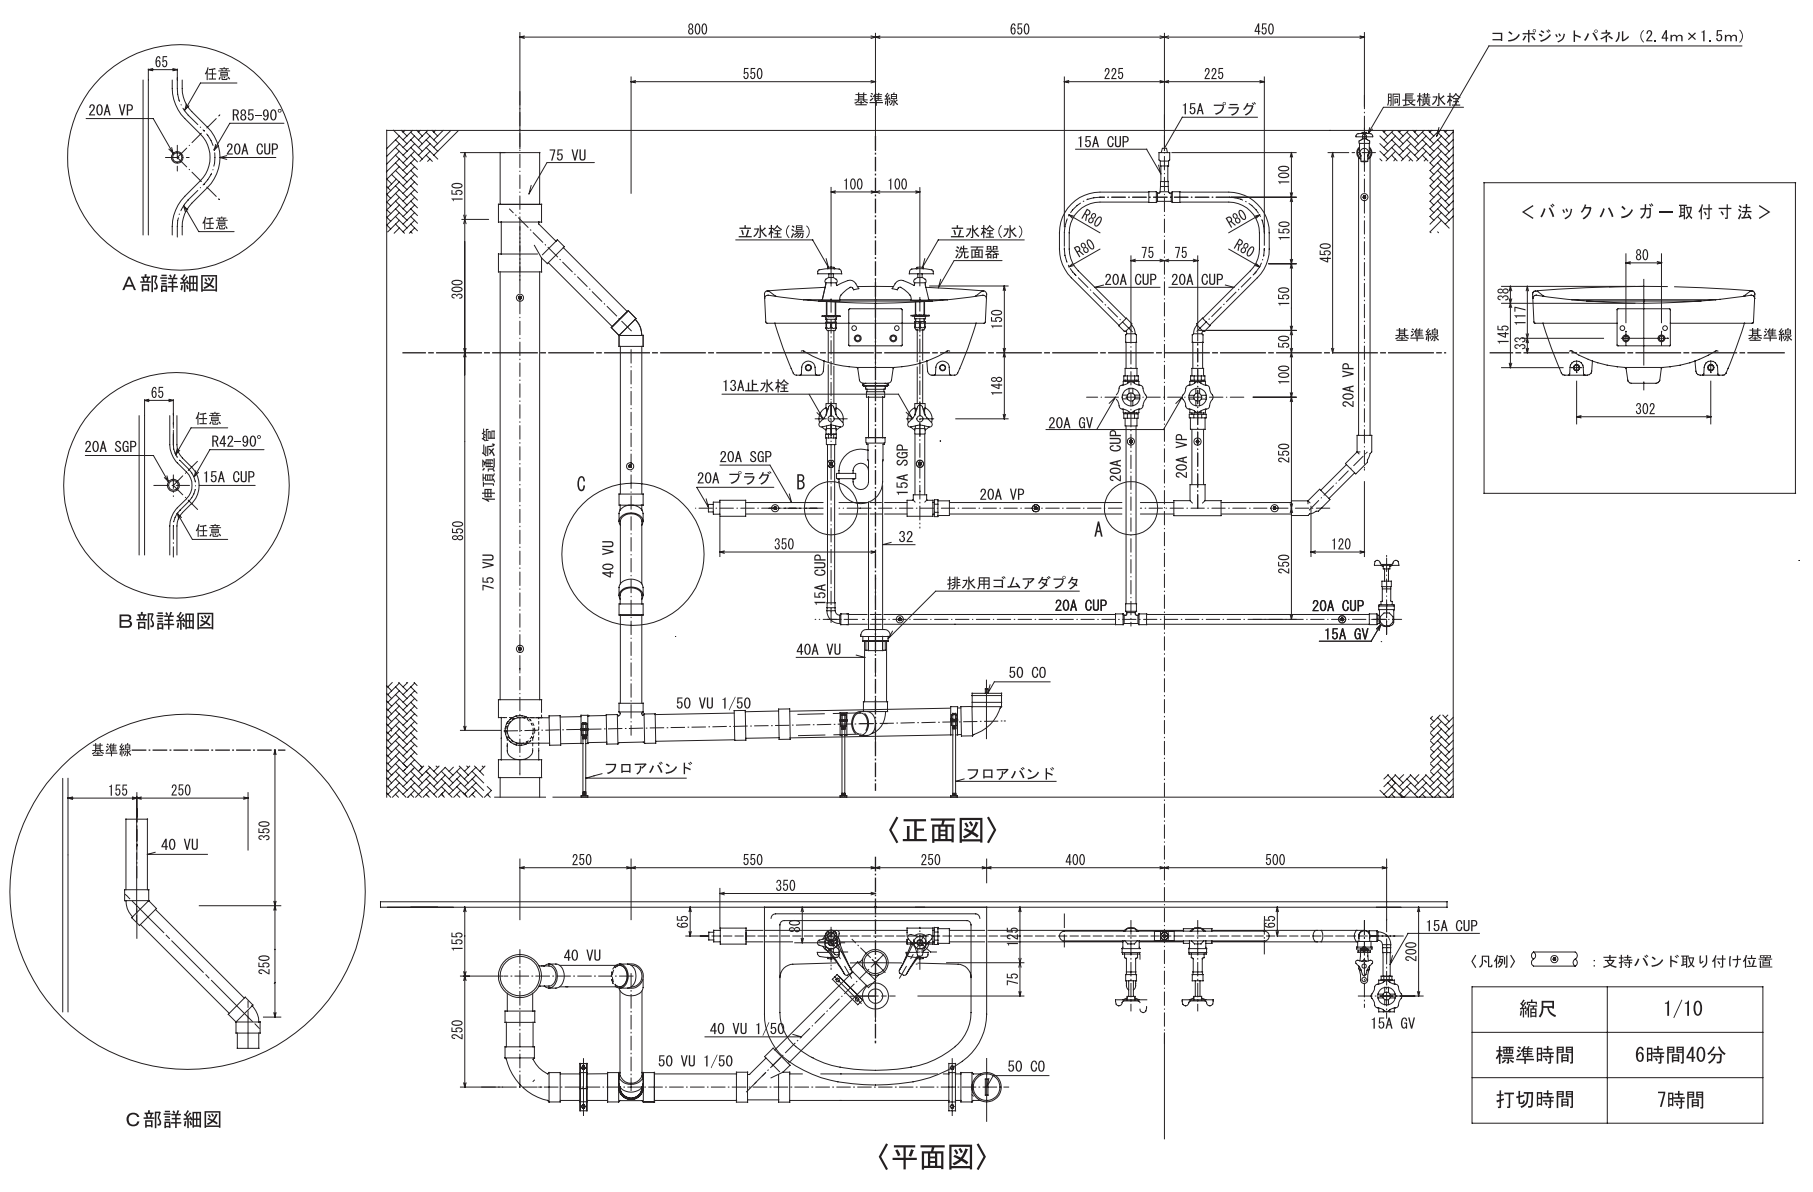 800
650
450
コンポジットパネル (2.4m×1.5m)
550
基準線
225
225
15A プラグ
胴長横水栓
15A CUP
65
任意
20A VP
R85-90°
20A CUP
任意
A部詳細図
75 VU
150
300
100
100
立水栓(湯)
立水栓(水)
洗面器
R80
R80
R80
R80
75
75
20A CUP
20A CUP
100
150
150
50
100
250
250
450
150
148
基準線
20A VP
<バックハンガー取付寸法>
80
38
117
145
33
基準線
302
65
任意
20A SGP
R42-90°
15A CUP
任意
B部詳細図
13A止水栓
20A GV
20A CUP
20A VP
伸頂通気管
75 VU
850
C
40 VU
20A SGP
20A プラグ
B
15A SGP
20A VP
A
350
32
120
15A CUP
排水用ゴムアダプタ
20A CUP
20A CUP
15A GV
40A VU
50 VU 1/50
50 CO
フロアバンド
フロアバンド
〈正面図〉
基準線
155
250
350
40 VU
250
C部詳細図
250
550
250
400
500
350
65
80
125
75
65
200
15A CUP
155
250
40 VU
40 VU 1/50
50 VU 1/50
50 CO
15A GV
〈平面図〉
〈凡例〉 : 支持バンド取り付け位置
縮尺 1/10
標準時間 6時間40分
打切時間 7時間